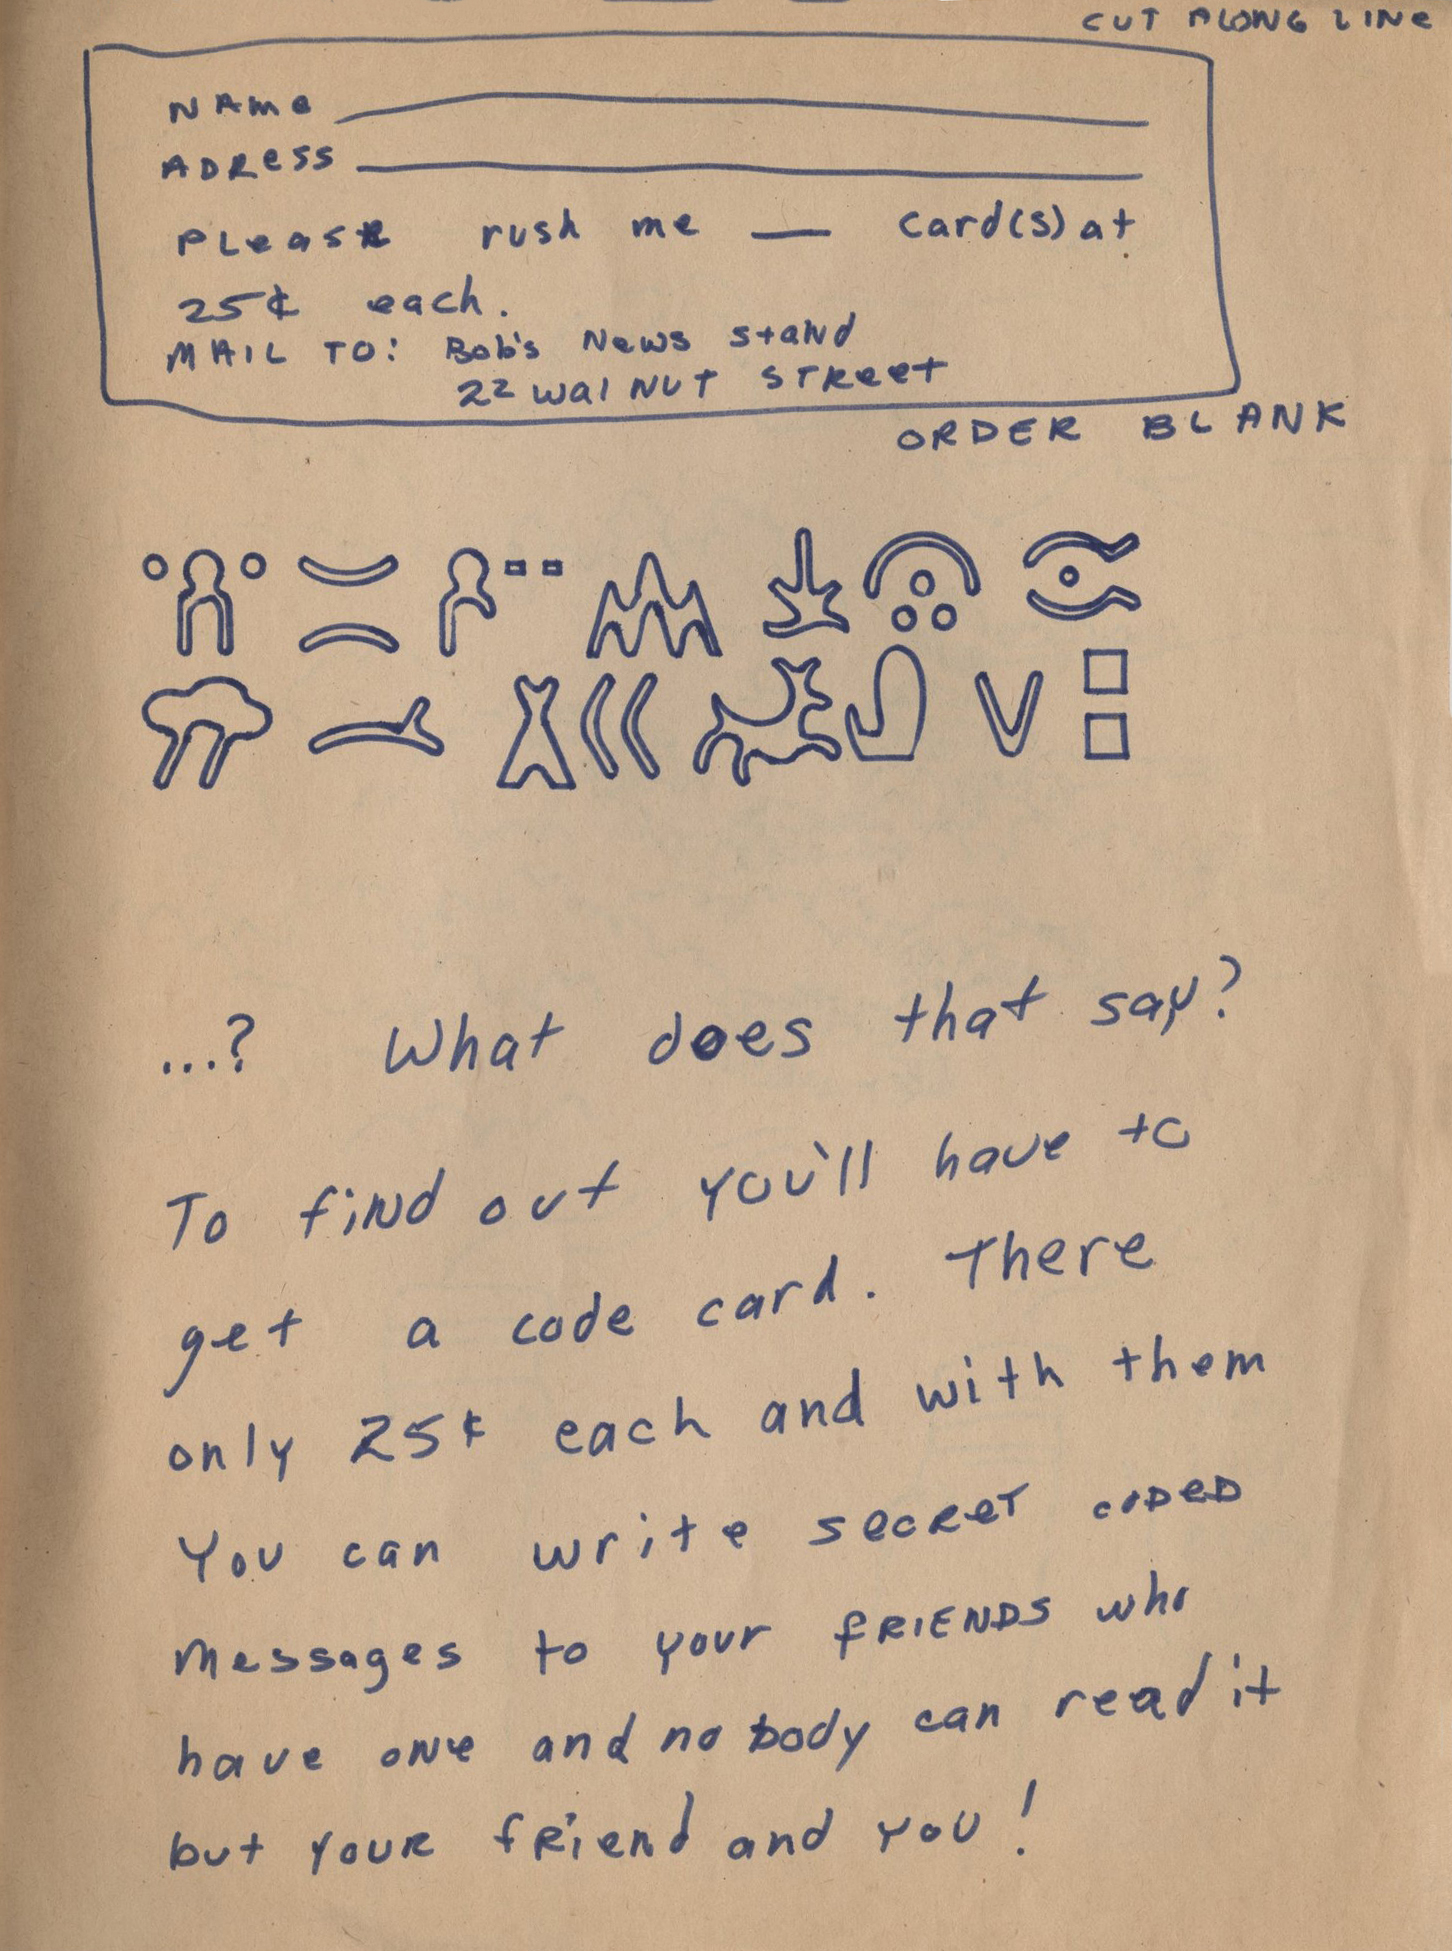 CUT ALONG LINE
NAMe
ADResS
PLease rush me __ card(s) at
25¢ each.
MAIL TO: Bob's News stand
22 walNUT STReet
ORDER BLANK
...? What does that say?
To find out you'll have to
get a code card. There
only 25¢ each and with them
You can write secReT coDeD
messages to your fRIENDS who
have oNe and no body can read it
but YOUR fRiend and you!